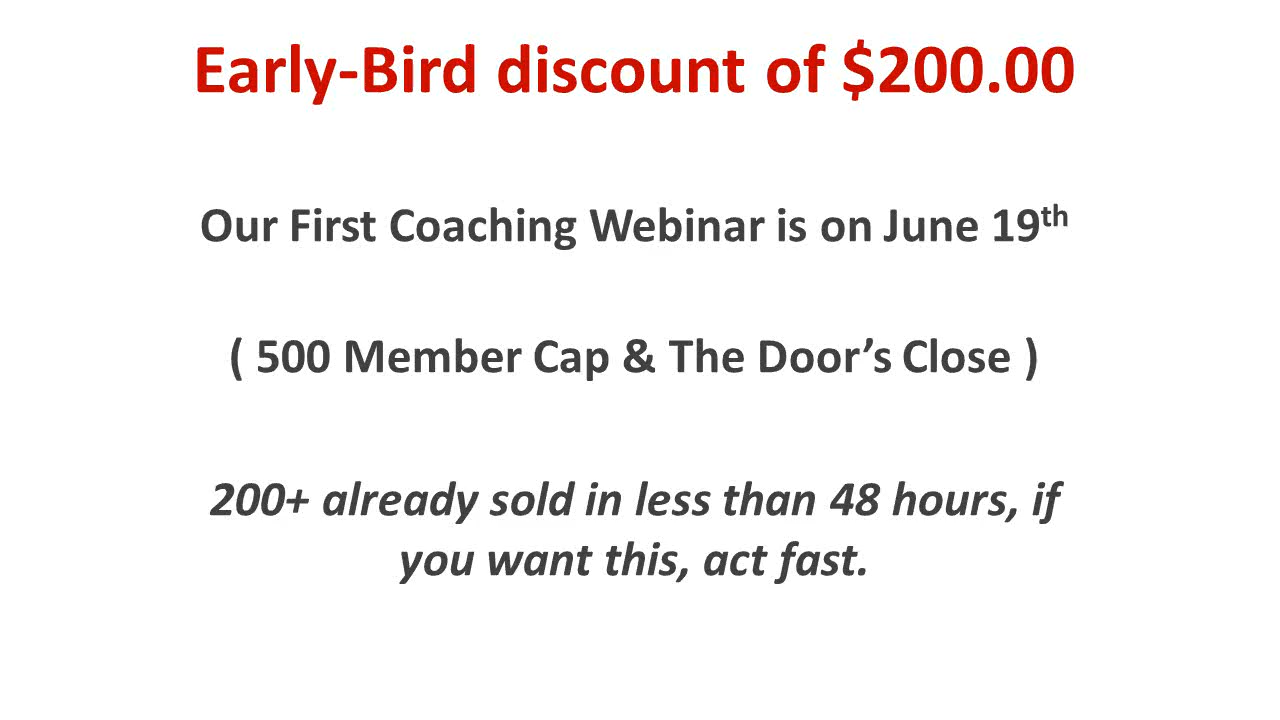 Early-Bird discount of $200.00
Our First Coaching Webinar is on June 19th
( 500 Member Cap & The Door’s Close )
200+ already sold in less than 48 hours, if
you want this, act fast.